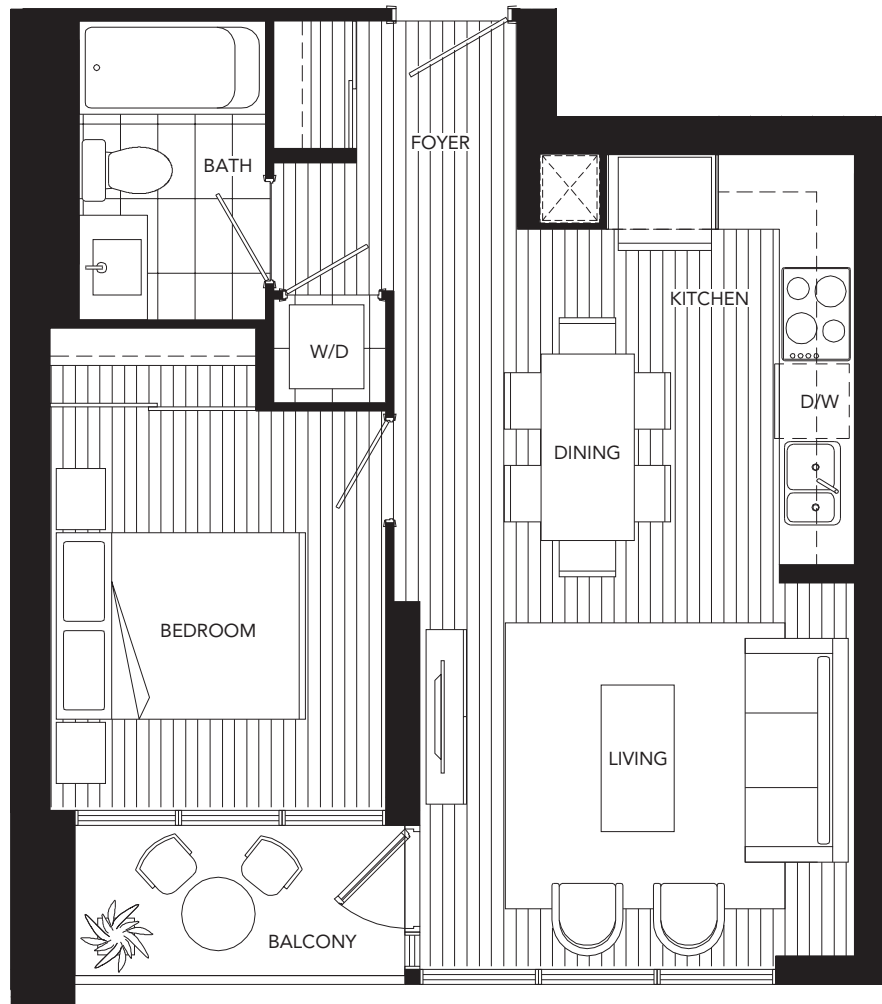 FOYER
BATH
KITCHEN
W/D
D/W
DINING
BEDROOM
LIVING
BALCONY